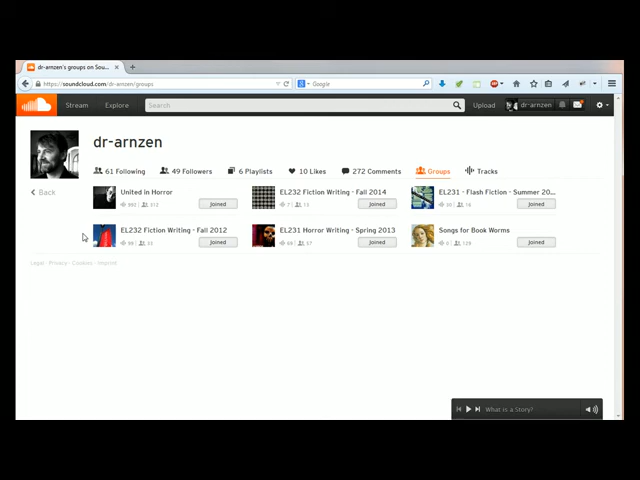 dr-arnzen's groups on Sou...
https://soundcloud.com/dr-arnzen/groups
Google
Stream Explore Search Upload dr-arnzen
dr-arnzen
61 Following 49 Followers 6 Playlists 10 Likes 272 Comments Groups Tracks
Back
United in Horror EL232 Fiction Writing - Fall 2014 EL231 - Flash Fiction - Summer 20...
Joined Joined Joined
EL232 Fiction Writing - Fall 2012 EL231 Horror Writing - Spring 2013 Songs for Book Worms
Joined Joined Joined
Legal · Privacy · Cookies · Imprint
What is a Story?